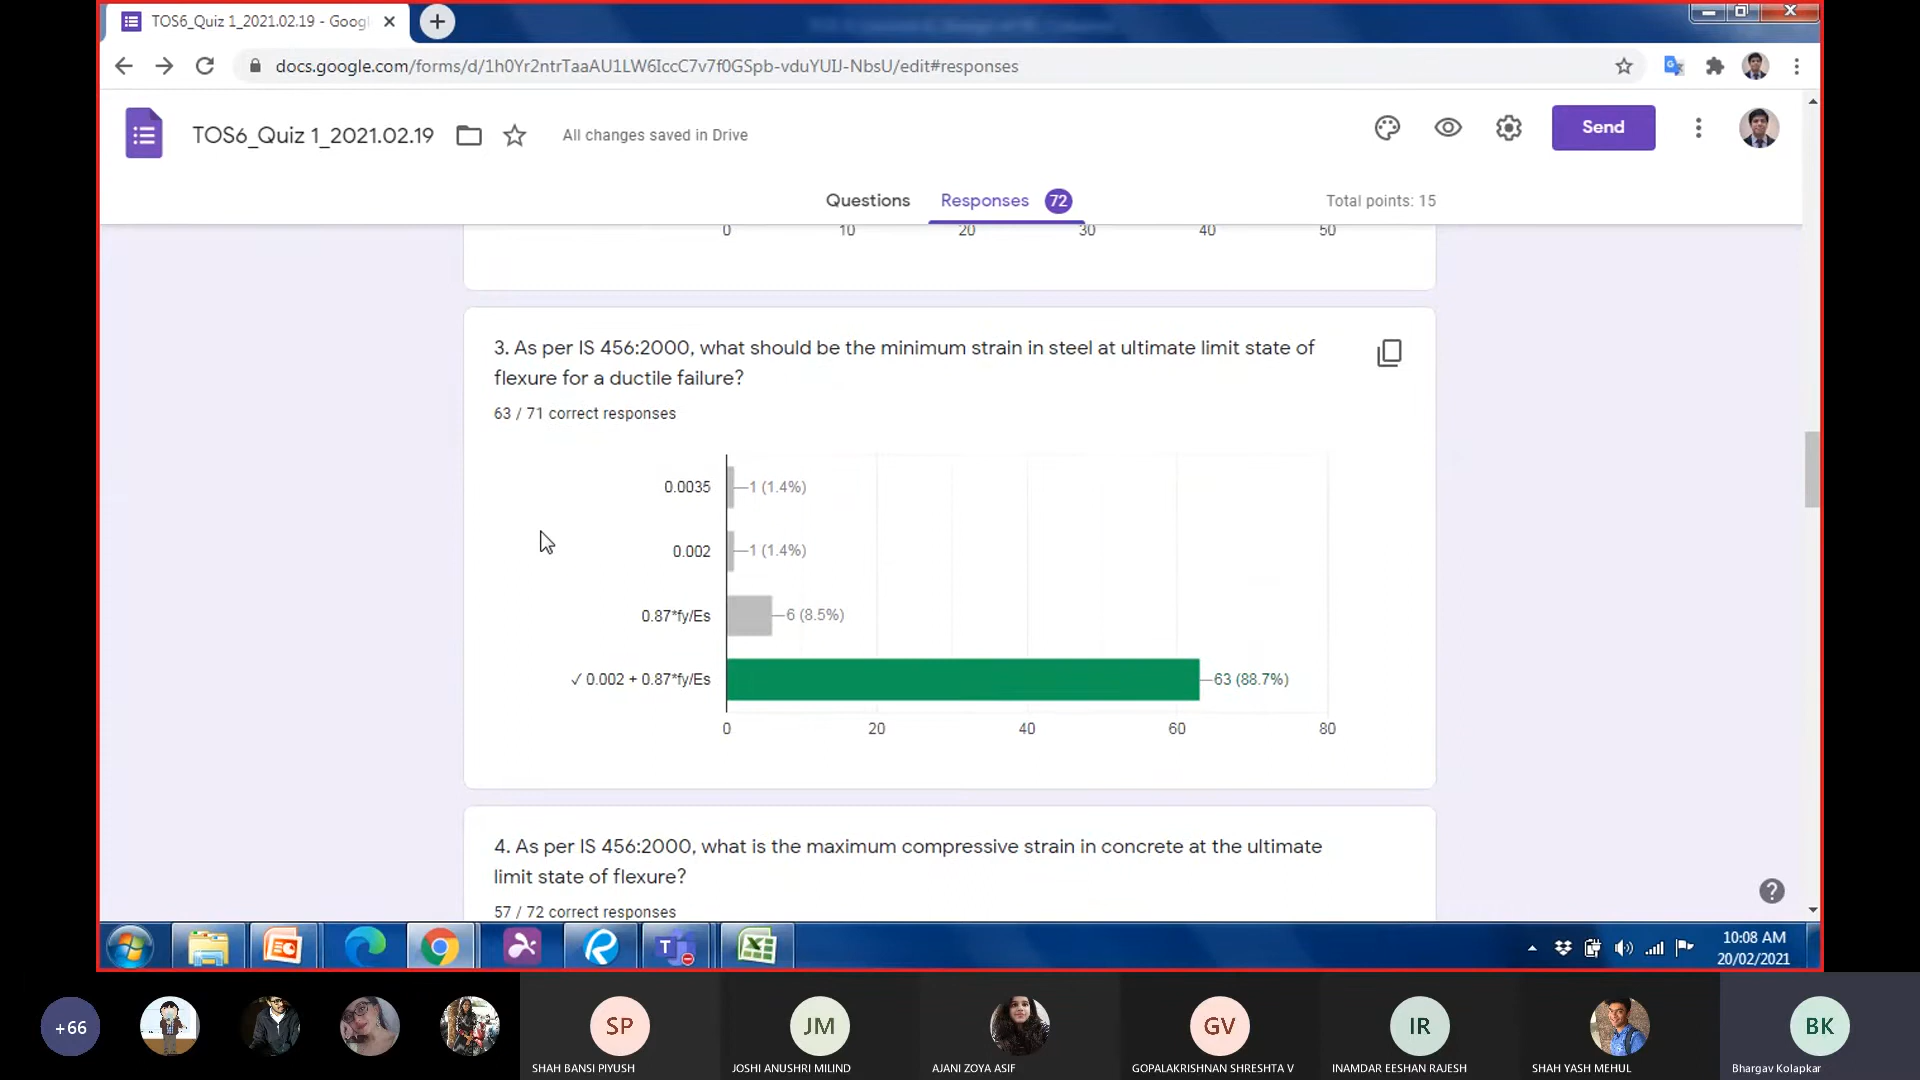 TOS6_Quiz 1_2021.02.19 - Goog
docs.google.com/forms/d/1h0Yr2ntrTaaAU1LW6IccC7v7f0GSpb-vduYUIJ-NbsU/edit#responses
TOS6_Quiz 1_2021.02.19
All changes saved in Drive
Send
Questions
Responses 72
Total points: 15
0 10 20 30 40 50
3. As per IS 456:2000, what should be the minimum strain in steel at ultimate limit state of
flexure for a ductile failure?
63 / 71 correct responses
0.0035 1 (1.4%)
0.002 1 (1.4%)
0.87*fy/Es 6 (8.5%)
✓ 0.002 + 0.87*fy/Es 63 (88.7%)
0 20 40 60 80
4. As per IS 456:2000, what is the maximum compressive strain in concrete at the ultimate
limit state of flexure?
57 / 72 correct responses
10:08 AM
20/02/2021
+66
SP
JM
GV
IR
BK
SHAH BANSI PIYUSH
JOSHI ANUSHRI MILIND
AJANI ZOYA ASIF
GOPALAKRISHNAN SHRESHTA V
INAMDAR EESHAN RAJESH
SHAH YASH MEHUL
Bhargav Kolapkar